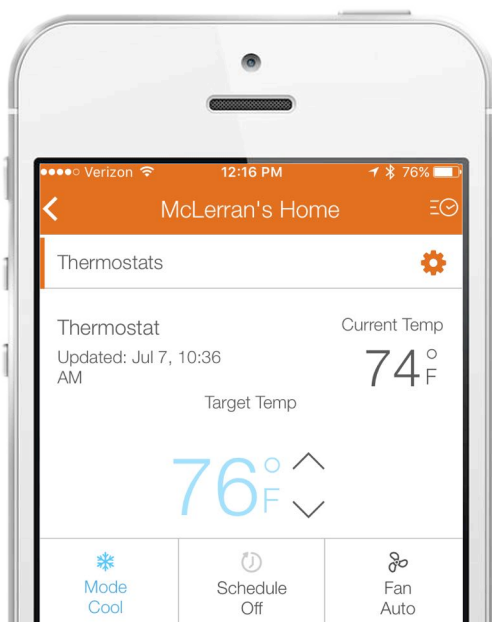 Verizon 12:16 PM 76%
McLerran's Home
Thermostats
Thermostat
Current Temp
Updated: Jul 7, 10:36
AM
74°F
Target Temp
76°F
Mode
Cool
Schedule
Off
Fan
Auto